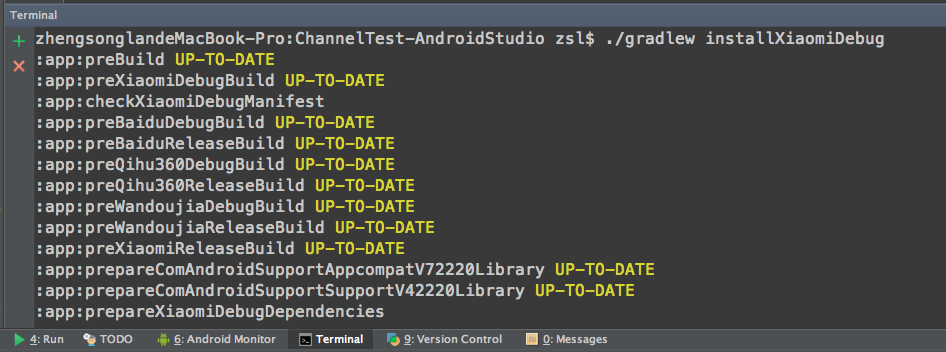 Terminal
zhengsonglandeMacBook-Pro:ChannelTest-AndroidStudio zsl$ ./gradlew installXiaomiDebug
:app:preBuild UP-TO-DATE
:app:preXiaomiDebugBuild UP-TO-DATE
:app:checkXiaomiDebugManifest
:app:preBaiduDebugBuild UP-TO-DATE
:app:preBaiduReleaseBuild UP-TO-DATE
:app:preQihu360DebugBuild UP-TO-DATE
:app:preQihu360ReleaseBuild UP-TO-DATE
:app:preWandoujiaDebugBuild UP-TO-DATE
:app:preWandoujiaReleaseBuild UP-TO-DATE
:app:preXiaomiReleaseBuild UP-TO-DATE
:app:prepareComAndroidSupportAppcompatV72220Library UP-TO-DATE
:app:prepareComAndroidSupportSupportV42220Library UP-TO-DATE
:app:prepareXiaomiDebugDependencies
4: Run TODO 6: Android Monitor Terminal 9: Version Control 0: Messages